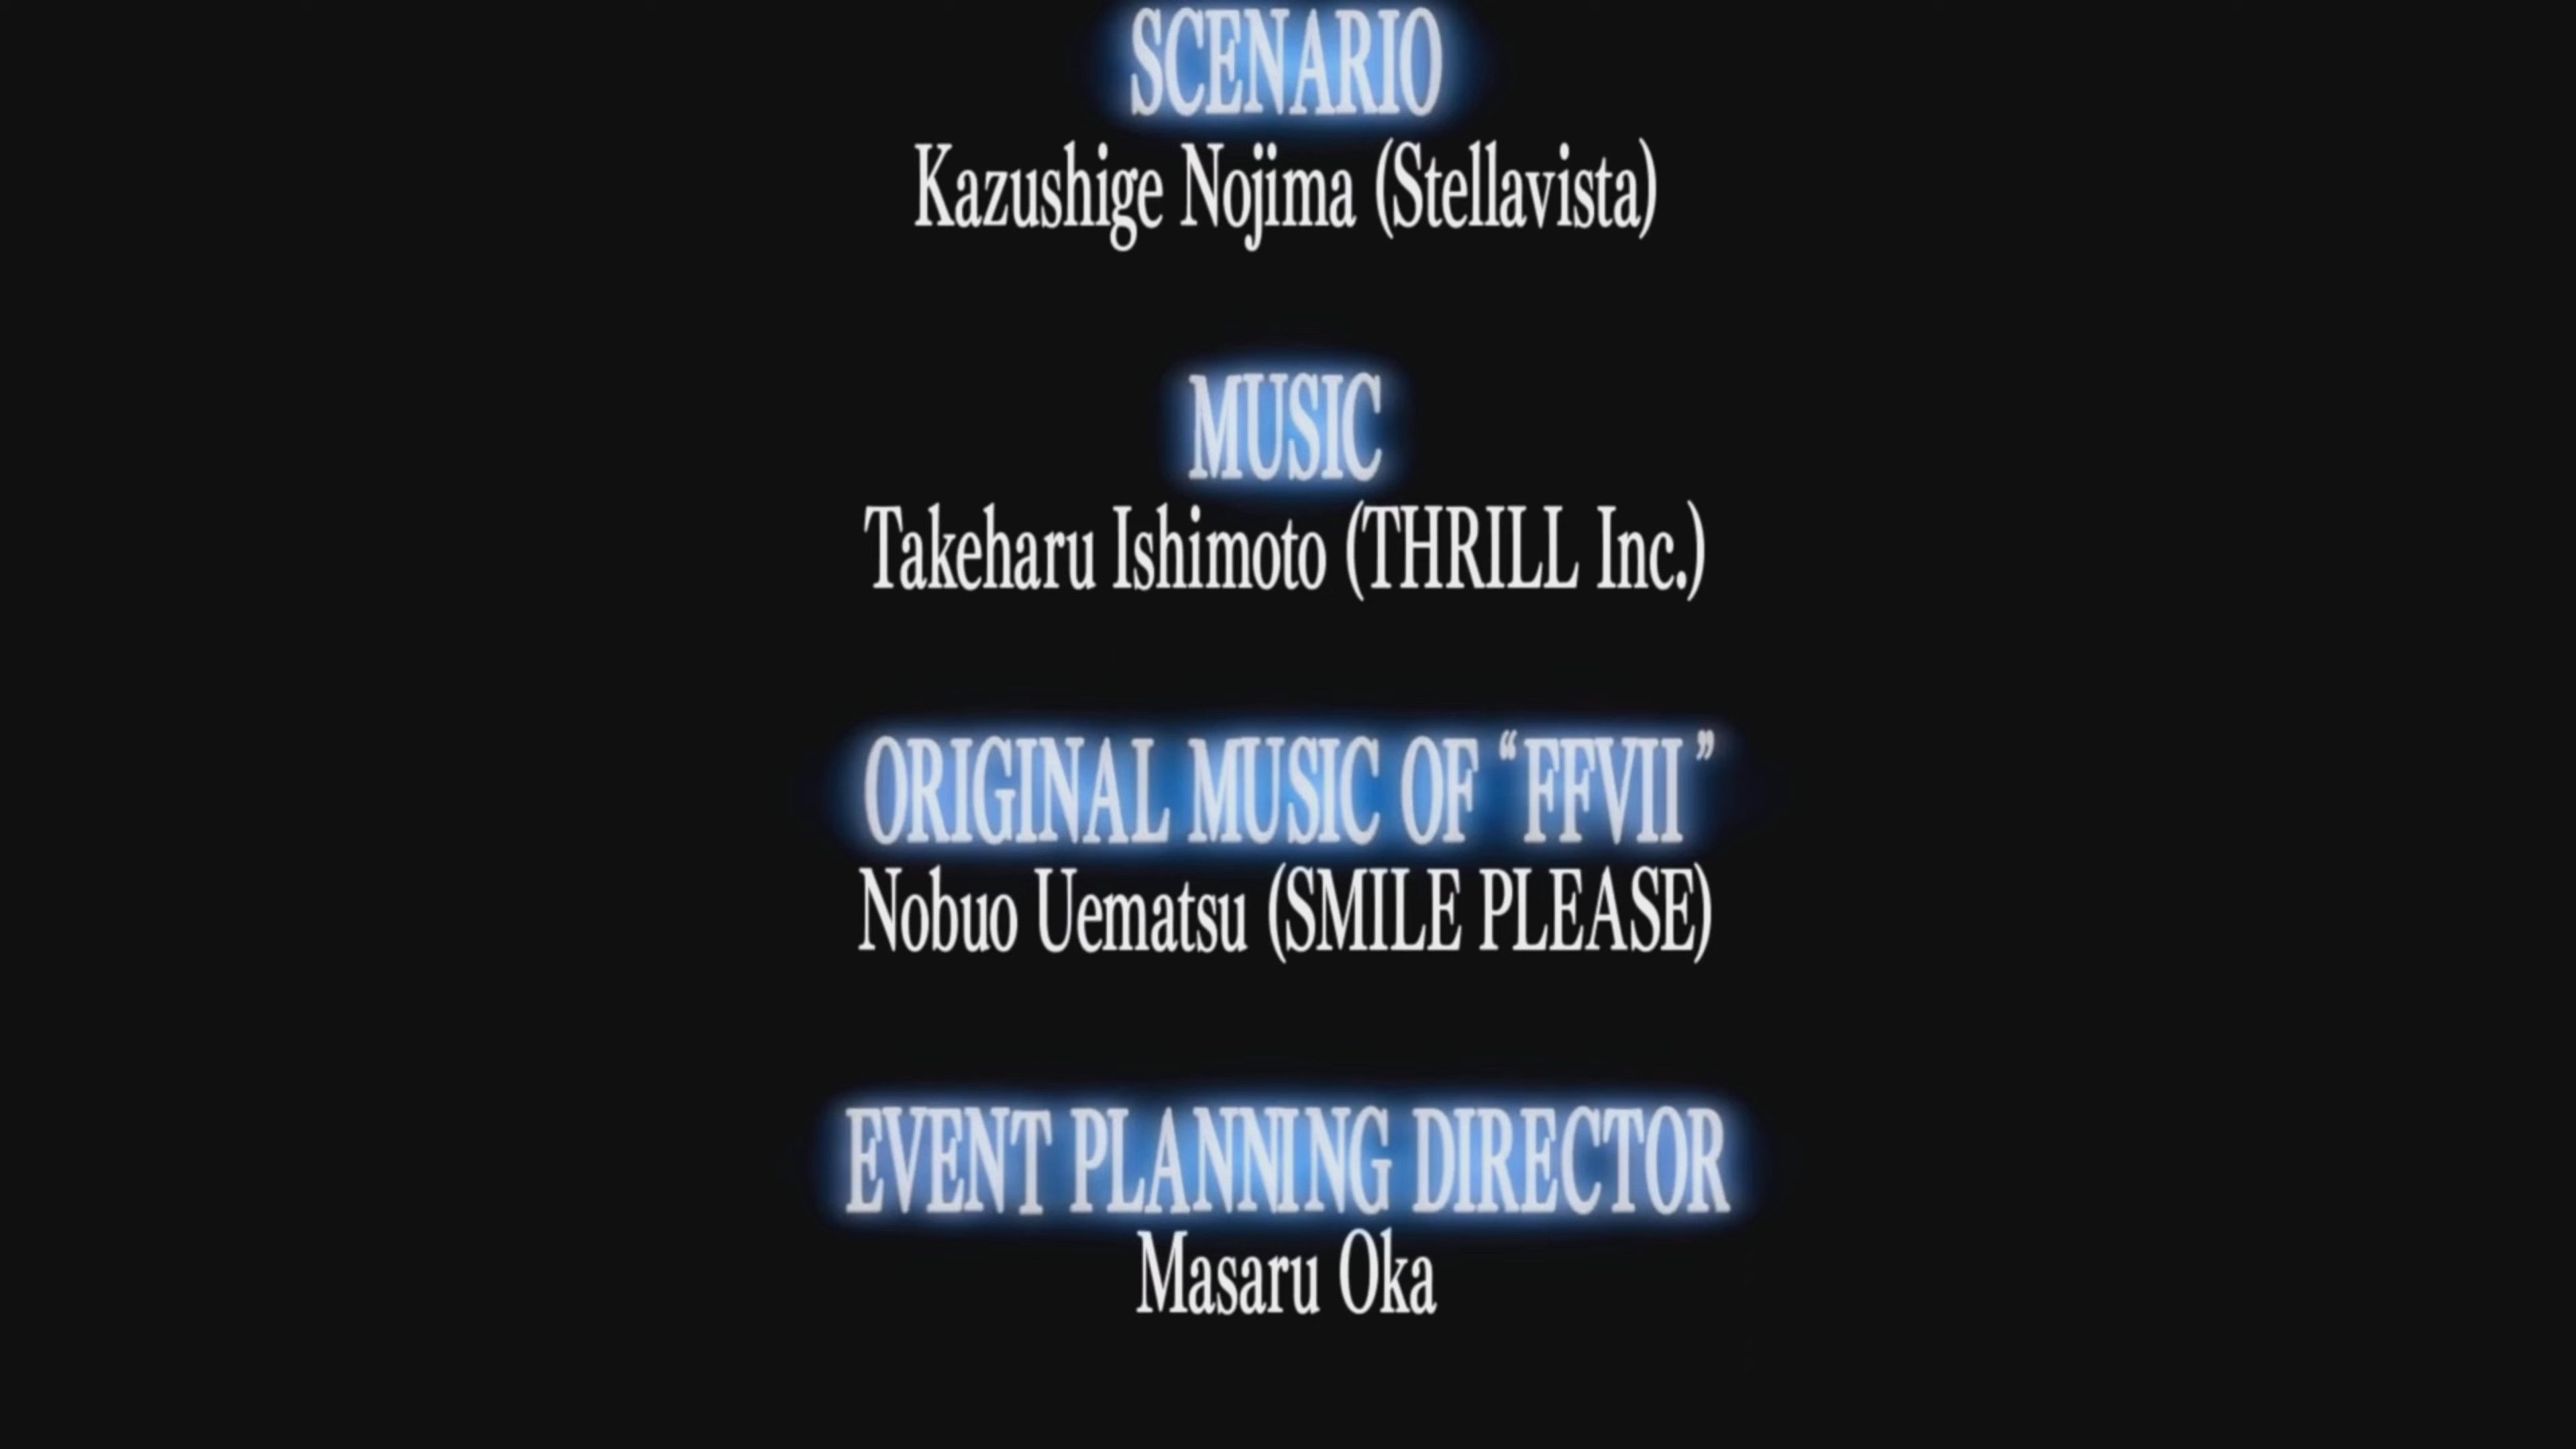 SCENARIO
Kazushige Nojima (Stellavista)
MUSIC
Takeharu Ishimoto (THRILL Inc.)
ORIGINAL MUSIC OF “FFVII”
Nobuo Uematsu (SMILE PLEASE)
EVENT PLANNING DIRECTOR
Masaru Oka